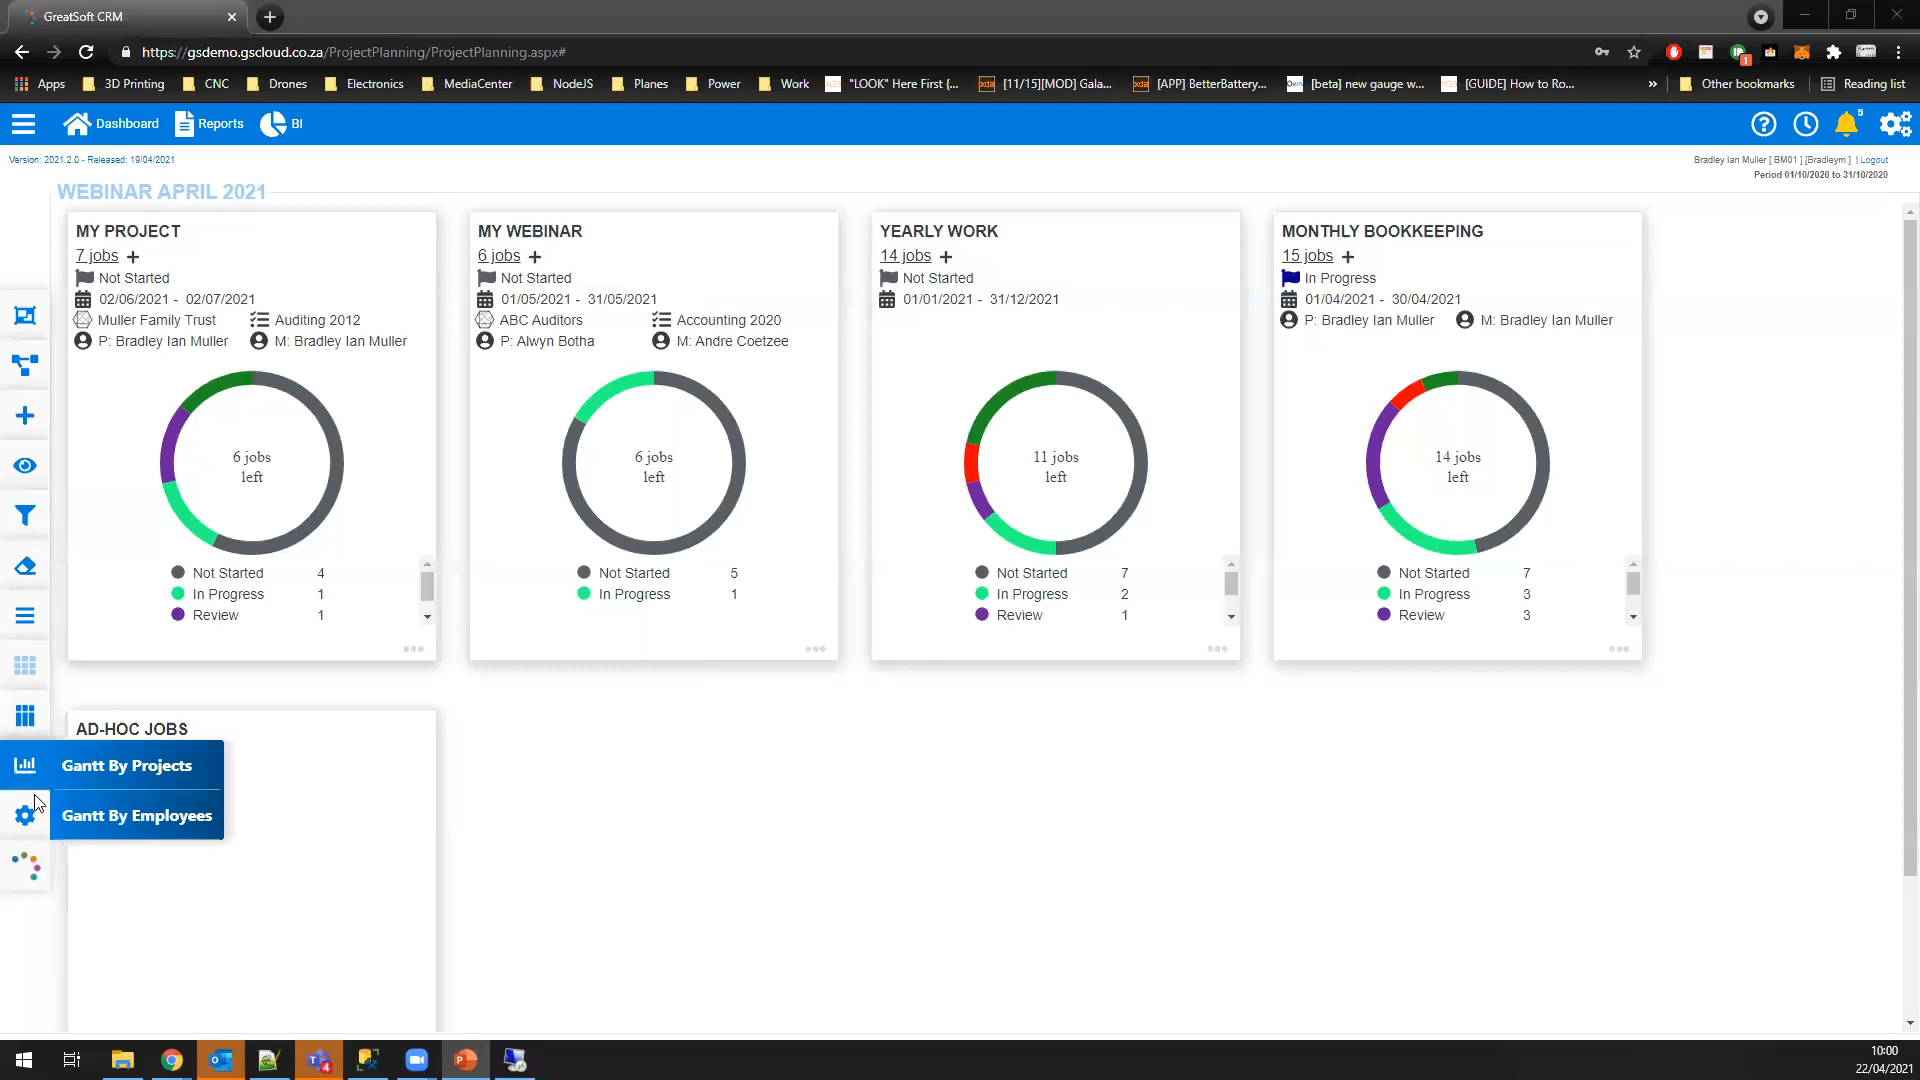 GreatSoft CRM
https://gsdemo.gscloud.co.za/ProjectPlanning/ProjectPlanning.aspx#
1
Apps 3D Printing CNC Drones Electronics MediaCenter NodeJS Planes Power Work "LOOK" Here First {... [11/15][MOD] Gala... [APP] BetterBattery... [beta] new gauge w... [GUIDE] How to Ro... » Other bookmarks Reading list
Dashboard Reports BI
5
Version: 2021.2.0 - Released: 19/04/2021
Bradley Ian Muller [ BM01 ] [Bradleym ] | Logout
Period 01/10/2020 to 31/10/2020
WEBINAR APRIL 2021
MY PROJECT
7 jobs
Not Started
02/06/2021 - 02/07/2021
Muller Family Trust Auditing 2012
P: Bradley Ian Muller M: Bradley Ian Muller
6 jobs
left
Not Started 4
In Progress 1
Review 1
MY WEBINAR
6 jobs
Not Started
01/05/2021 - 31/05/2021
ABC Auditors Accounting 2020
P: Alwyn Botha M: Andre Coetzee
6 jobs
left
Not Started 5
In Progress 1
YEARLY WORK
14 jobs
Not Started
01/01/2021 - 31/12/2021
11 jobs
left
Not Started 7
In Progress 2
Review 1
MONTHLY BOOKKEEPING
15 jobs
In Progress
01/04/2021 - 30/04/2021
P: Bradley Ian Muller M: Bradley Ian Muller
14 jobs
left
Not Started 7
In Progress 3
Review 3
AD-HOC JOBS
Gantt By Projects
Gantt By Employees
4
10:00
22/04/2021